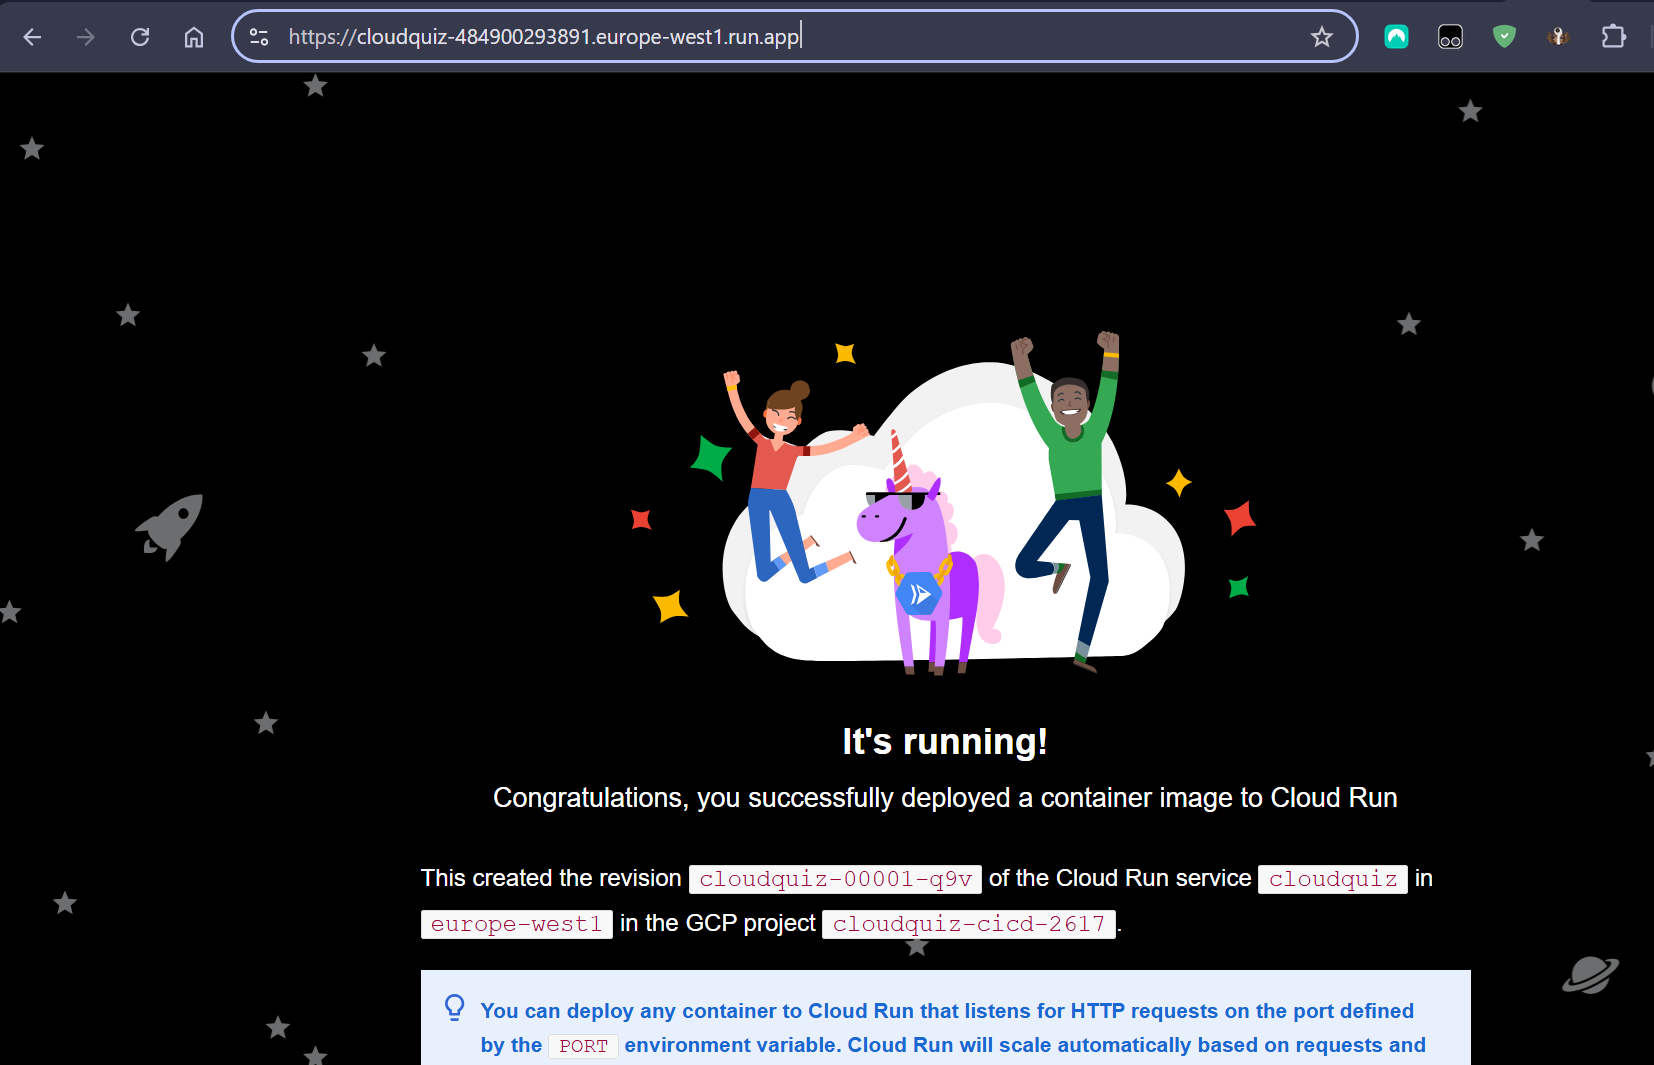 https://cloudquiz-484900293891.europe-west1.run.app
It's running!
Congratulations, you successfully deployed a container image to Cloud Run
This created the revision cloudquiz-00001-q9v of the Cloud Run service cloudquiz in
europe-west1 in the GCP project cloudquiz-cicd-2617.
You can deploy any container to Cloud Run that listens for HTTP requests on the port defined
by the PORT environment variable. Cloud Run will scale automatically based on requests and